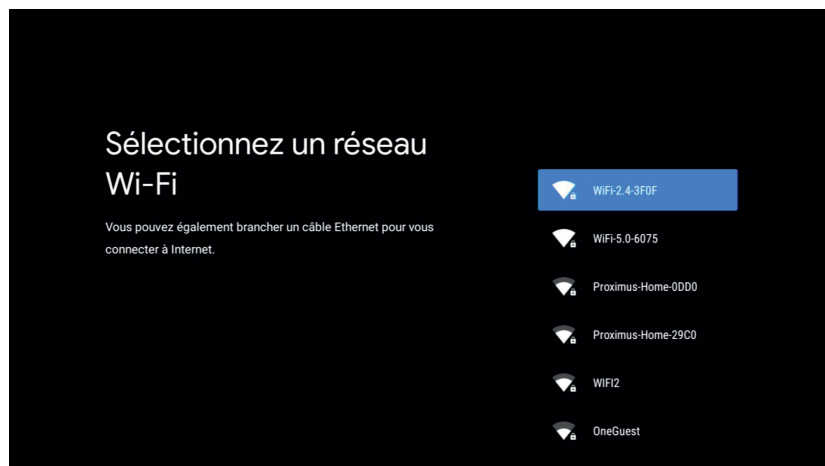 Sélectionnez un réseau
Wi-Fi
Vous pouvez également brancher un câble Ethernet pour vous
connecter à Internet.
WiFi-2.4-3F0F
WiFi-5.0-6075
Proximus-Home-0DD0
Proximus-Home-29C0
WIFI2
OneGuest